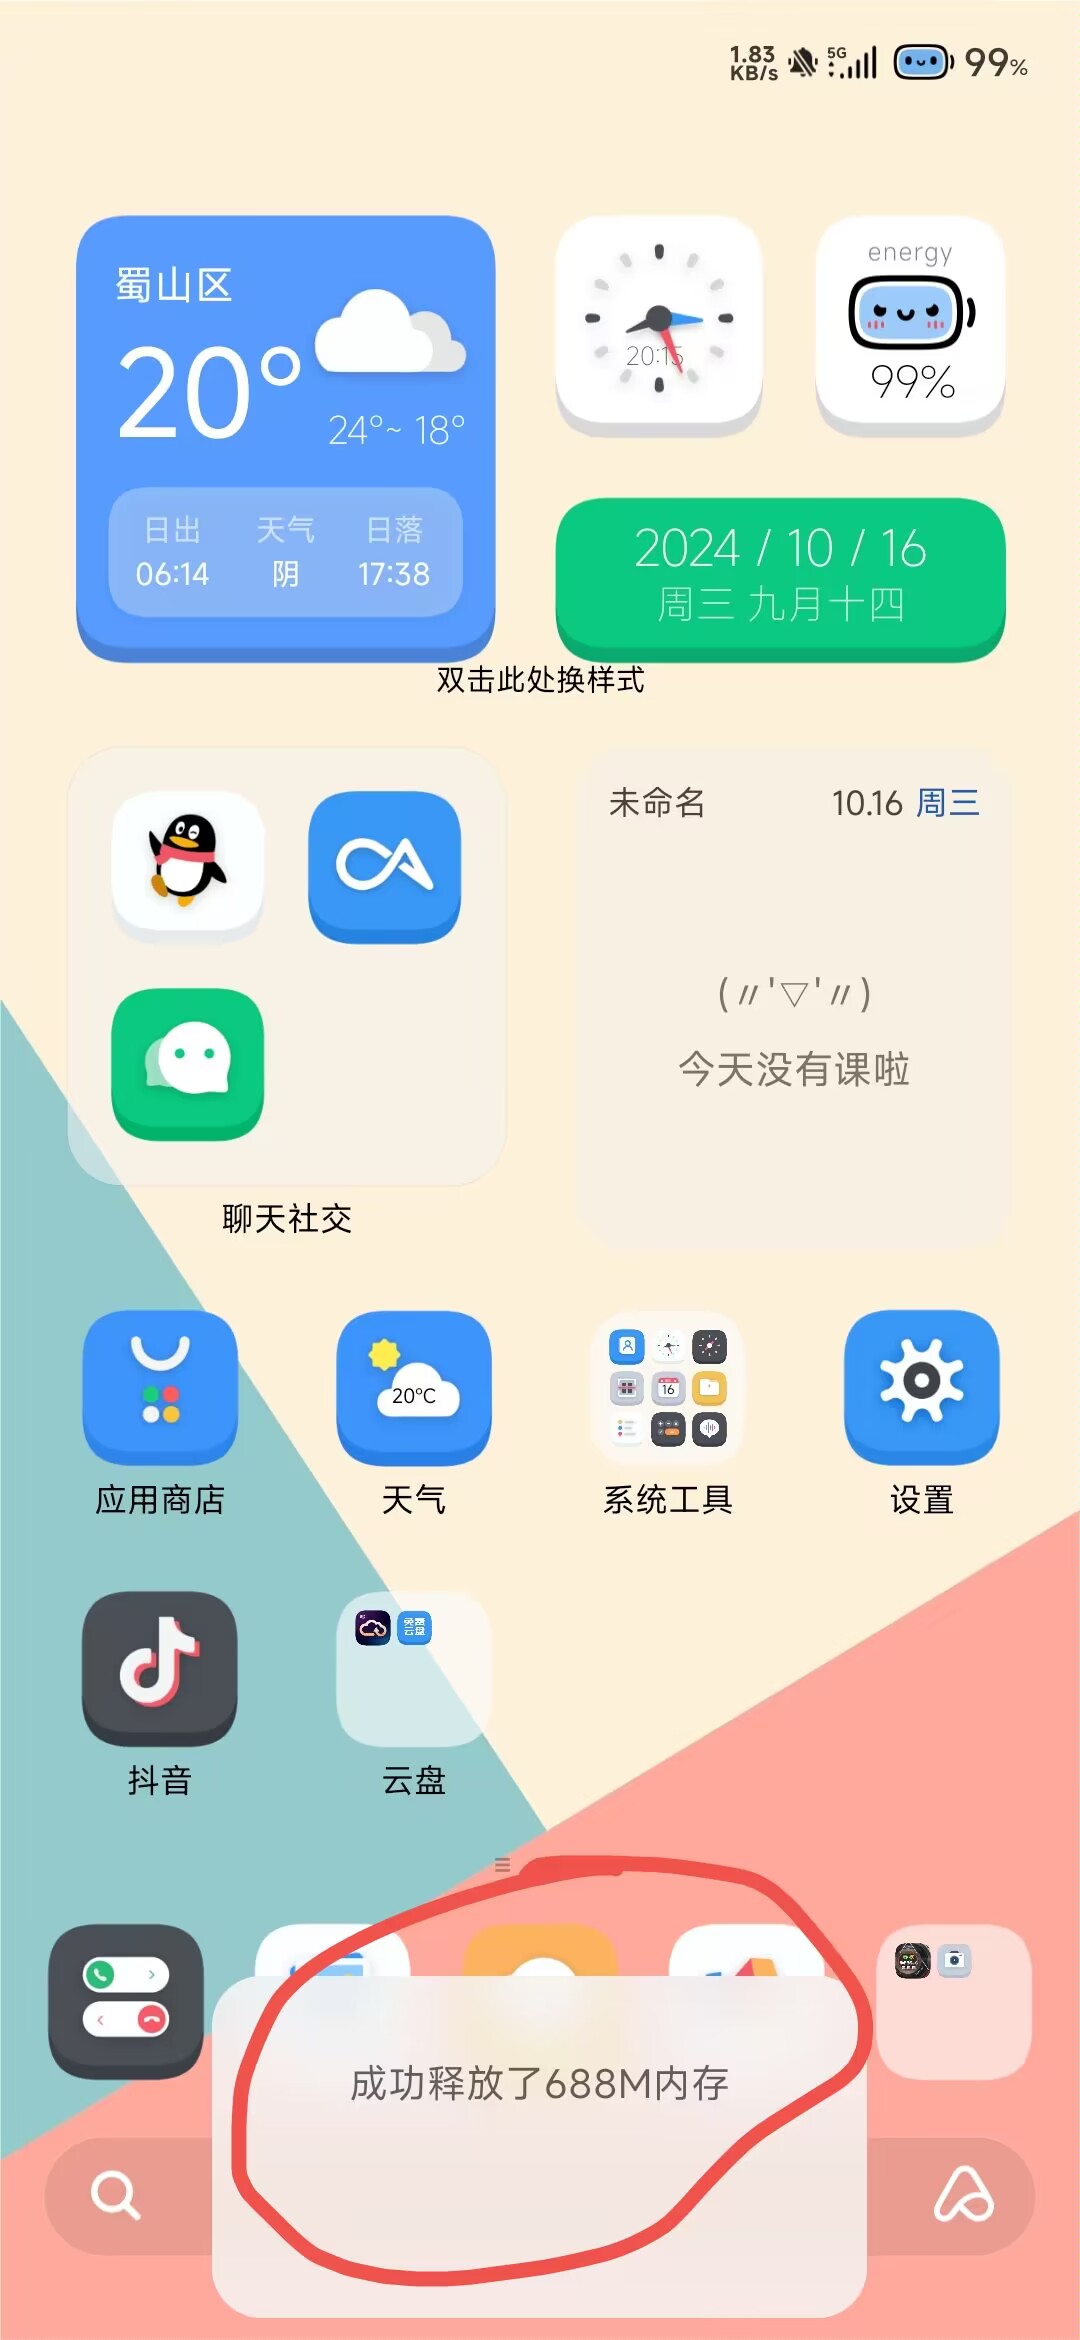 1.83
KB/s
5G
99%
蜀山区
20°
24°~ 18°
日出 天气 日落
06:14 阴 17:38
20:15
energy
99%
2024 / 10 / 16
周三 九月十四
双击此处换样式
未命名 10.16 周三
(〃'▽'〃)
今天没有课啦
聊天社交
20°C
16
应用商店 天气 系统工具 设置
免费
云盘
抖音 云盘
成功释放了688M内存